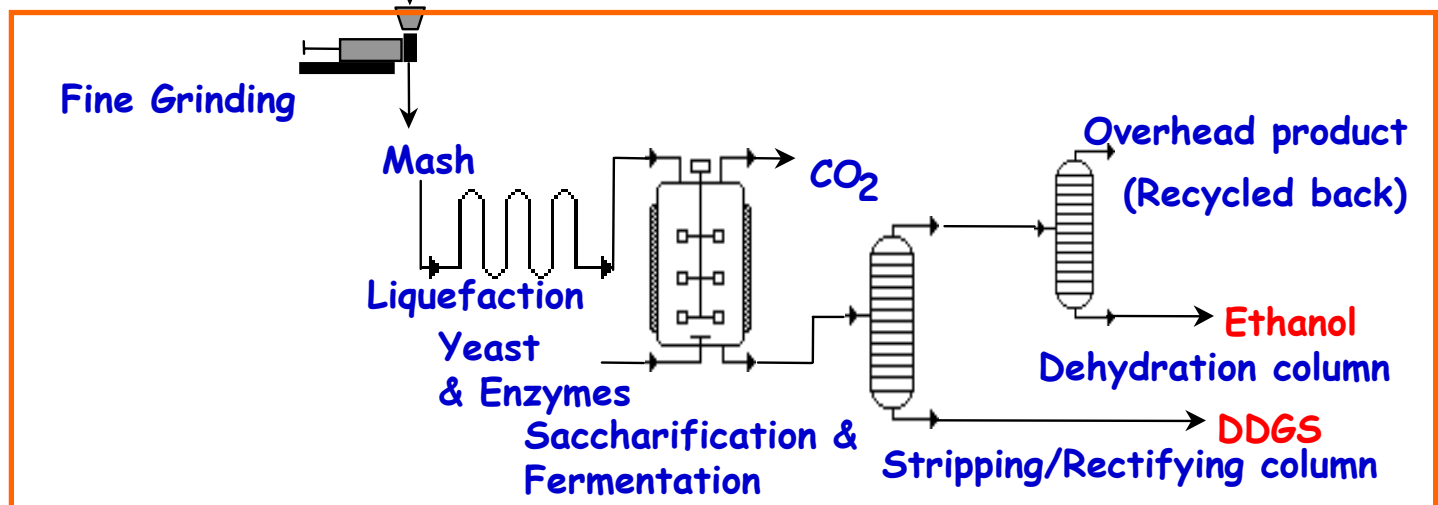 Fine Grinding
Mash
Liquefaction
Yeast
& Enzymes
Saccharification &
Fermentation
CO2
Overhead product
(Recycled back)
Ethanol
Dehydration column
DDGS
Stripping/Rectifying column